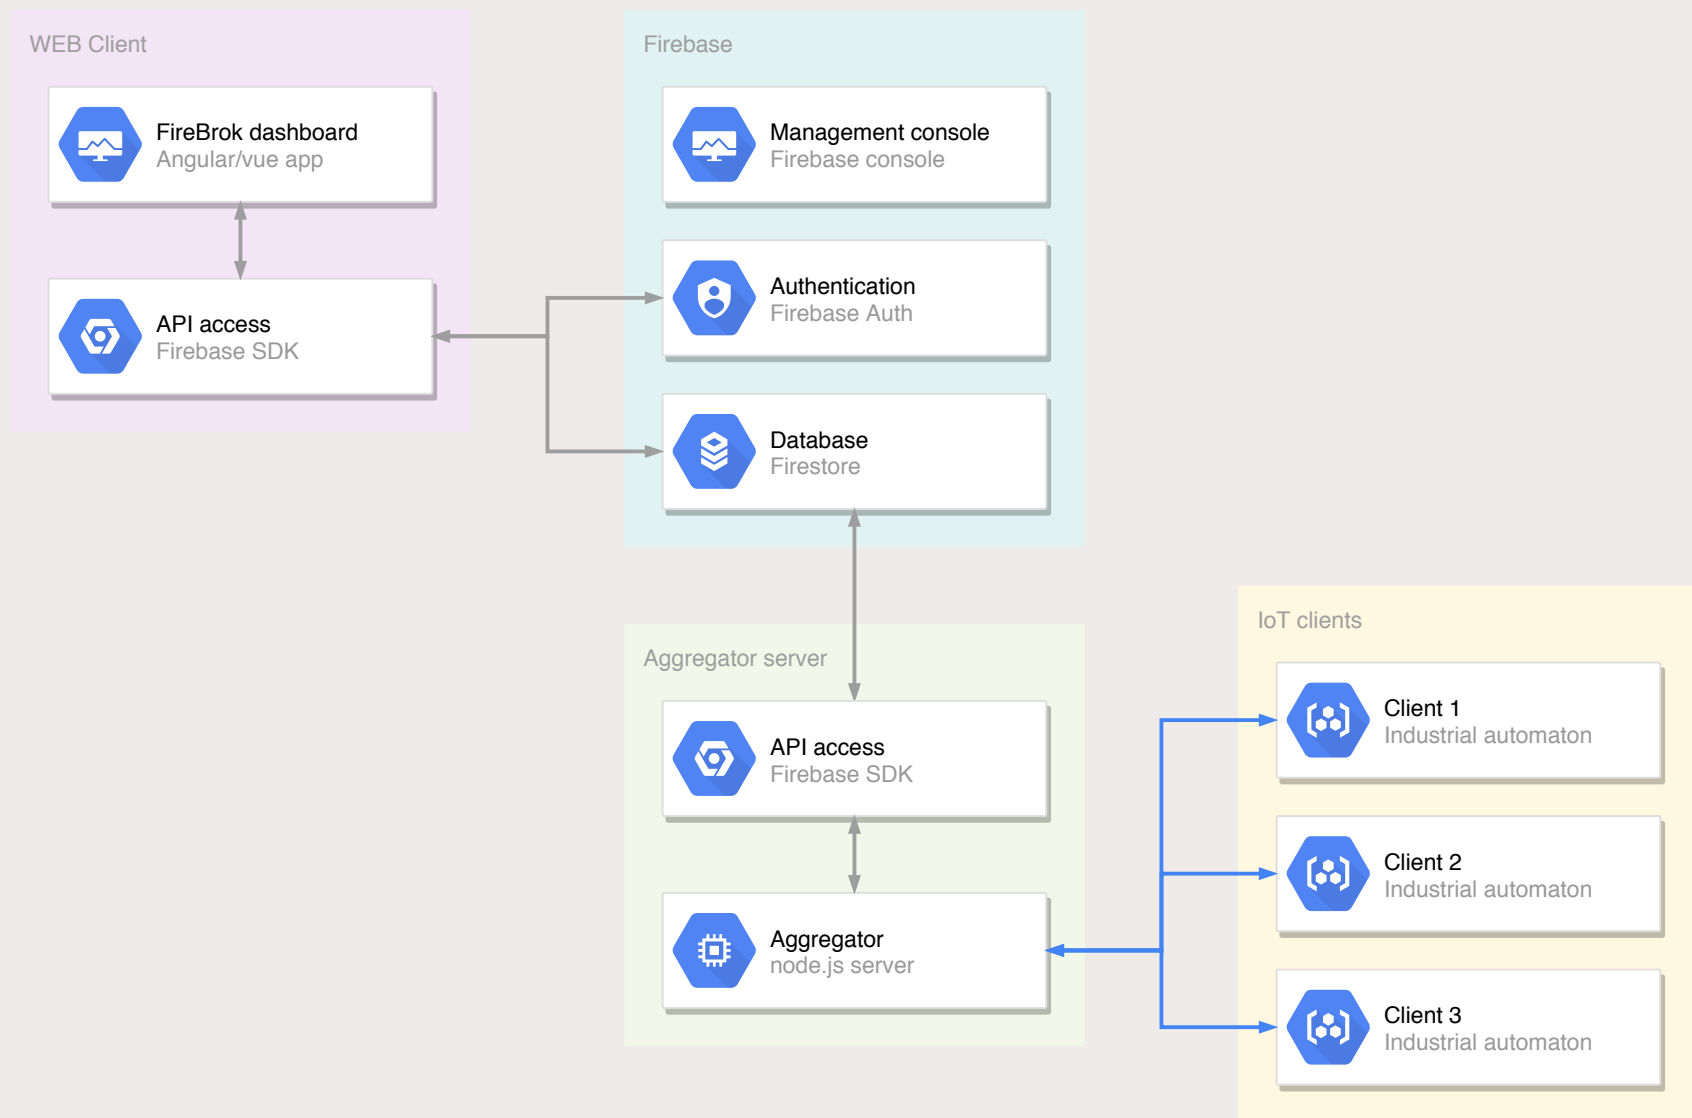 WEB Client
FireBrok dashboard
Angular/vue app
API access
Firebase SDK
Firebase
Management console
Firebase console
Authentication
Firebase Auth
Database
Firestore
Aggregator server
API access
Firebase SDK
Aggregator
node.js server
IoT clients
Client 1
Industrial automaton
Client 2
Industrial automaton
Client 3
Industrial automaton